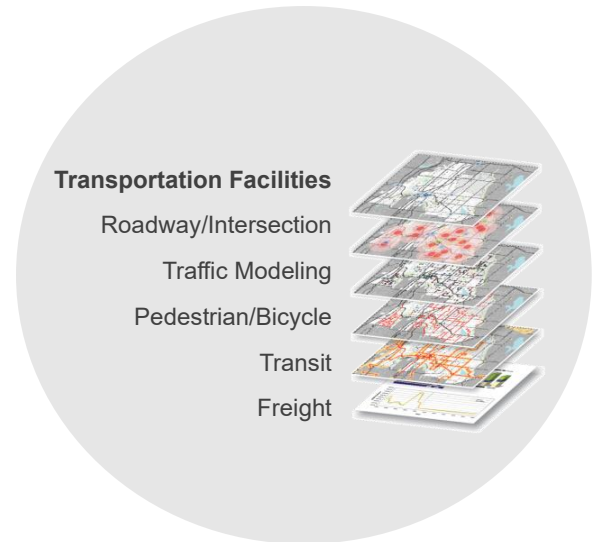 Transportation Facilities
Roadway/Intersection
Traffic Modeling
Pedestrian/Bicycle
Transit
Freight